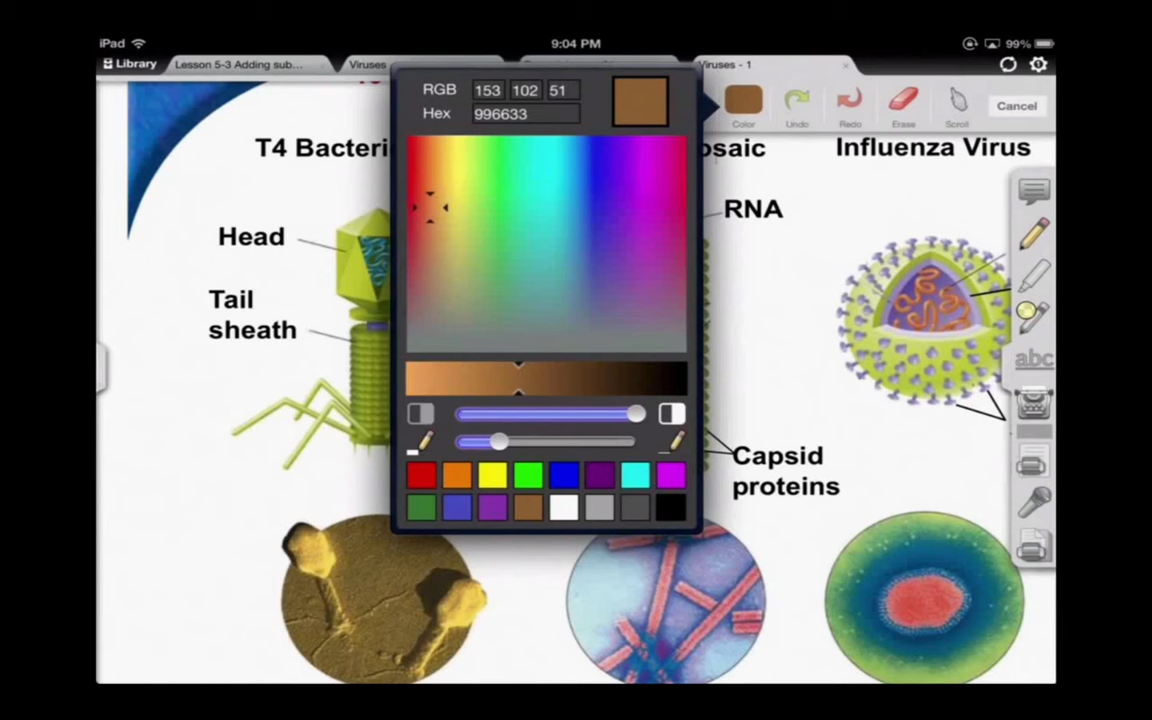 iPad 9:04 PM 99%
Library Lesson 5-3 Adding sub... Viruses Viruses - 1
RGB 153 102 51
Hex 996633
Color Undo Redo Erase Scroll Cancel
T4 Bacteri osaic Influenza Virus
RNA
Head
Tail
sheath
abc
Capsid
proteins